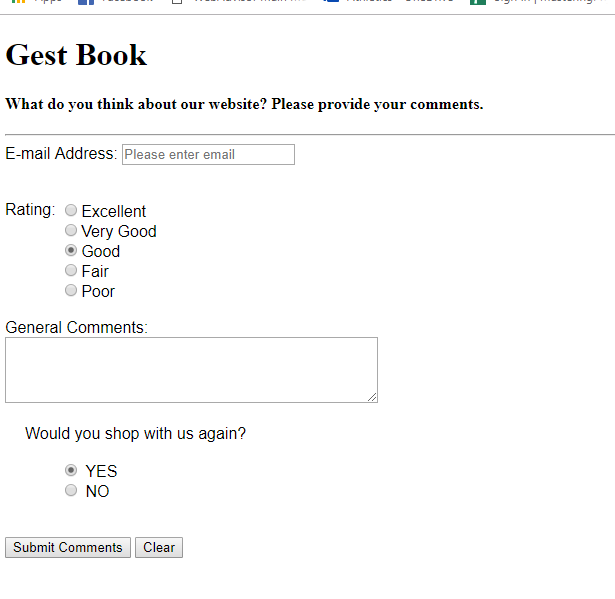 Gest Book
What do you think about our website? Please provide your comments.
E-mail Address: Please enter email
Rating: Excellent
Very Good
Good
Fair
Poor
General Comments:
Would you shop with us again?
YES
NO
Submit Comments Clear